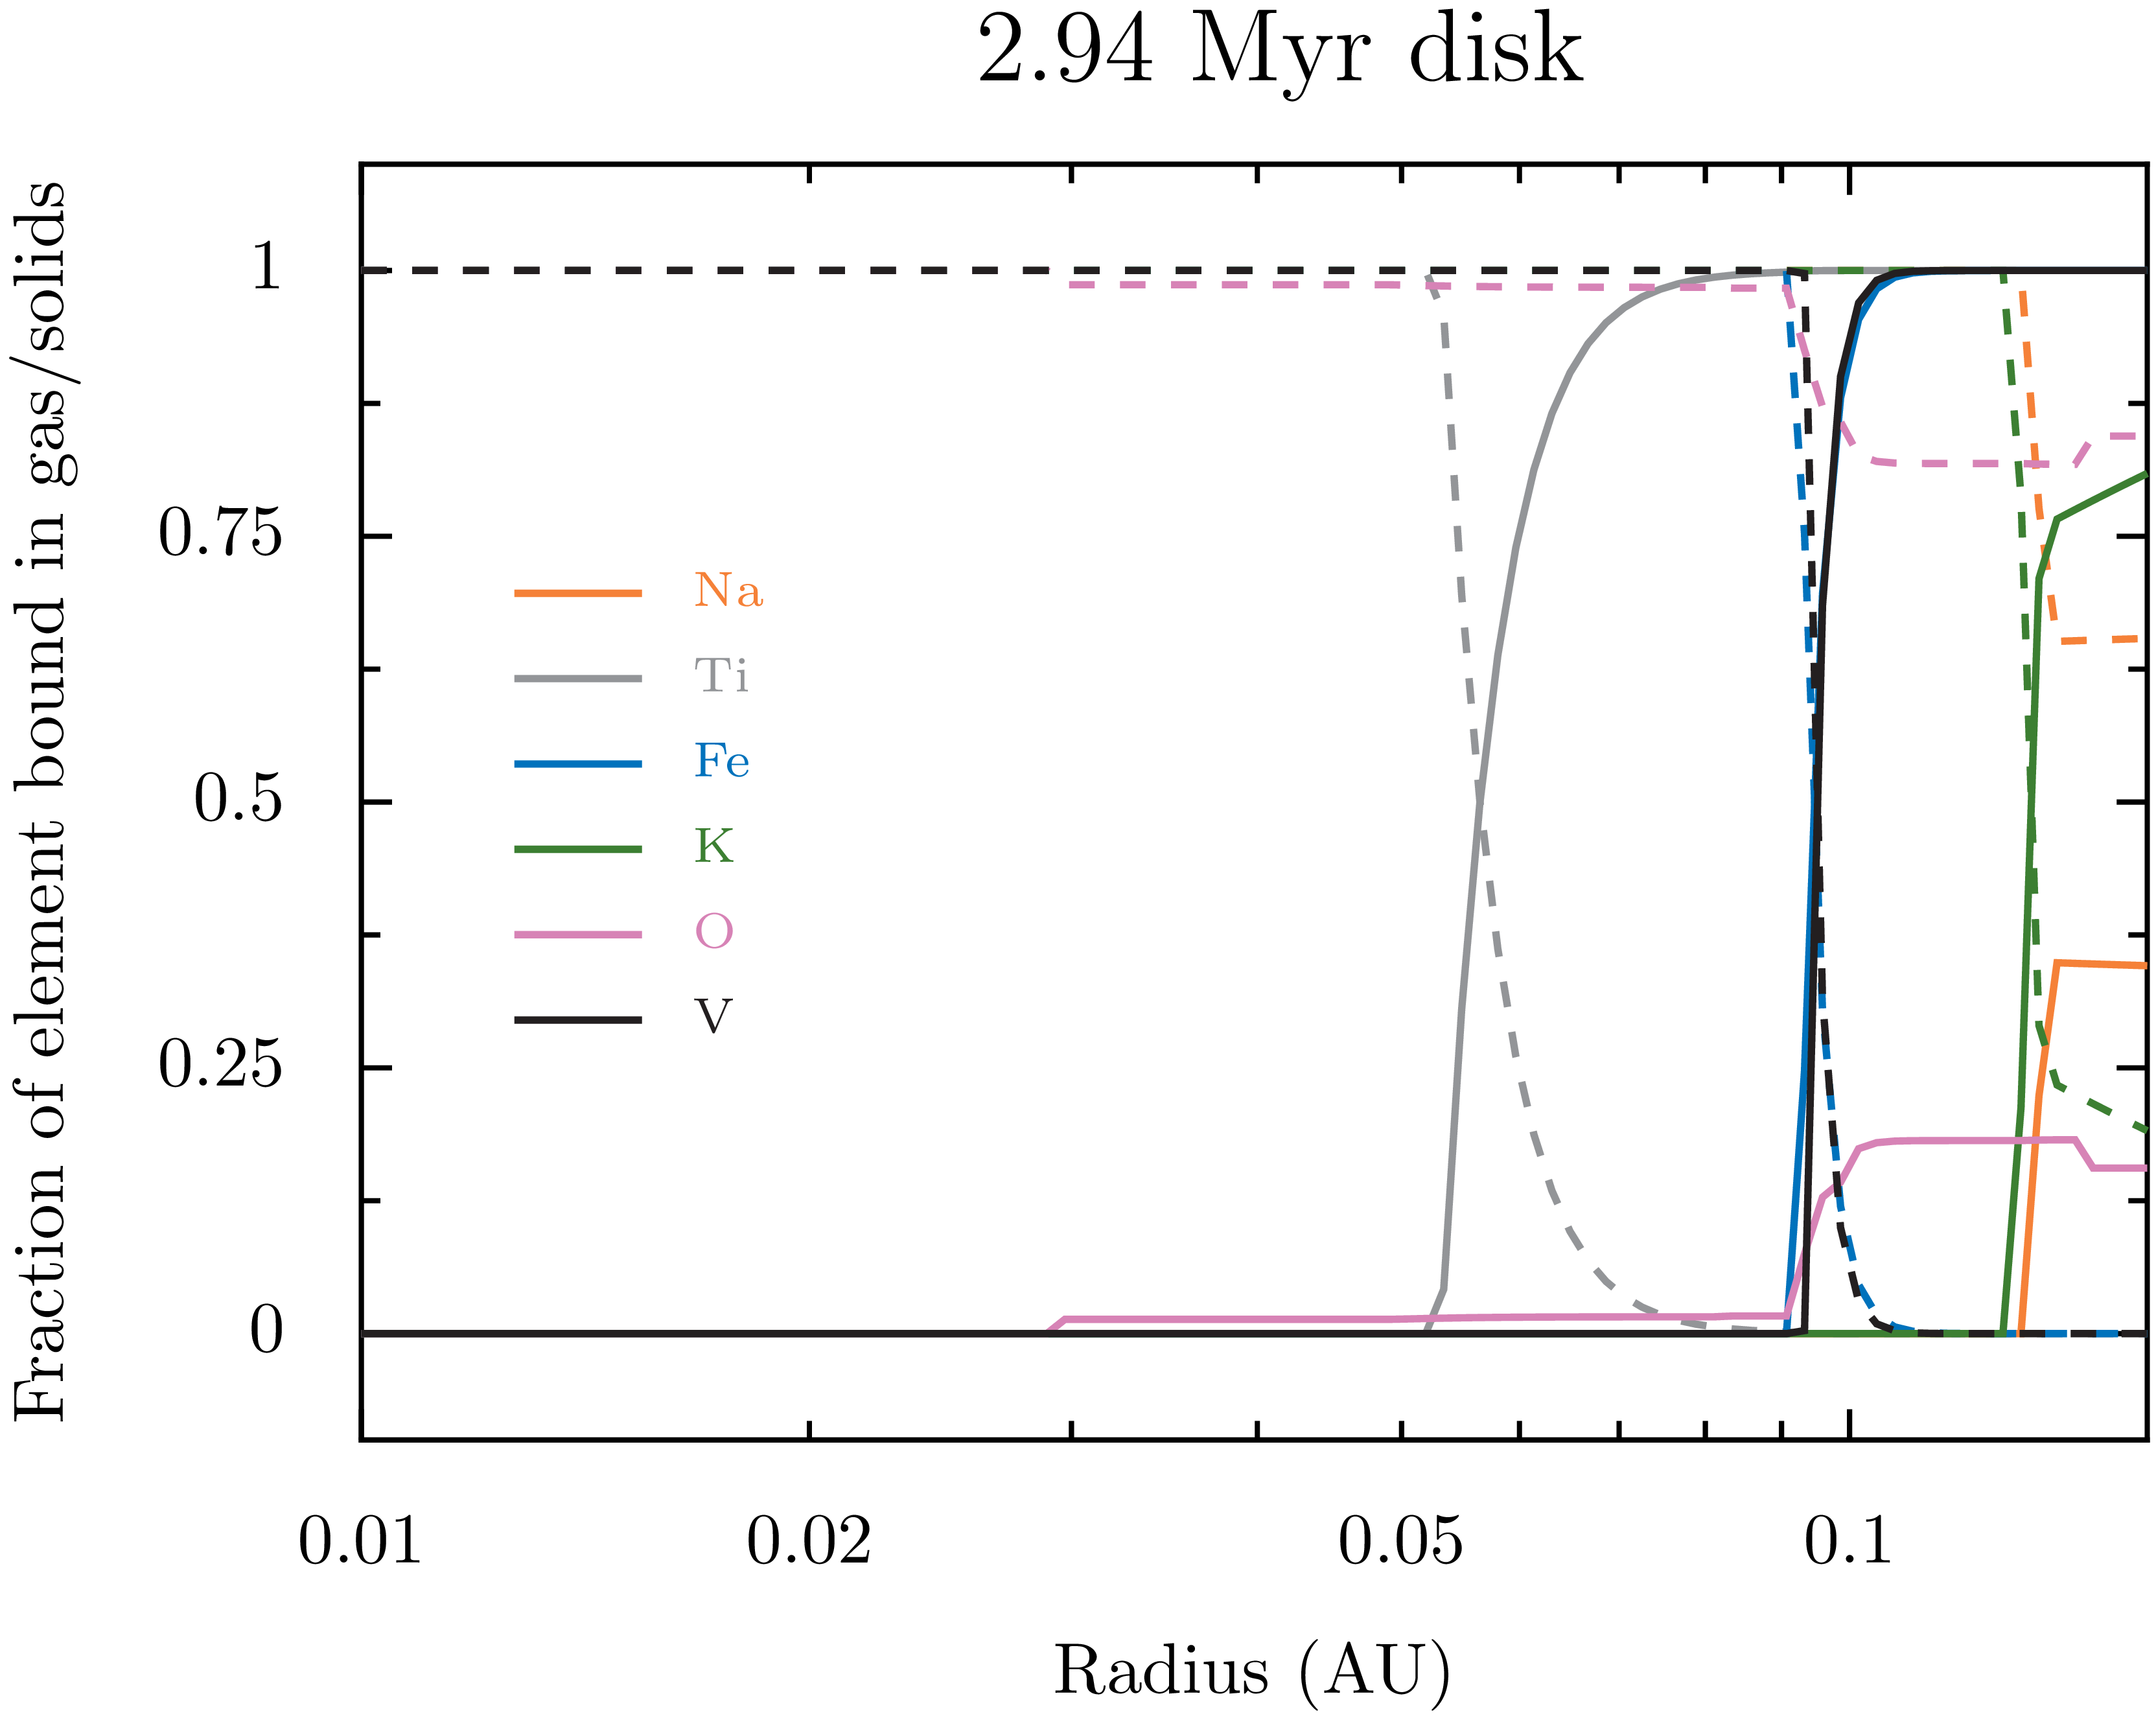 2.94 Myr disk
Fraction of element bound in gas/solids
1
0.75
0.5
0.25
0
Na
Ti
Fe
K
O
V
0.01 0.02 0.05 0.1
Radius (AU)